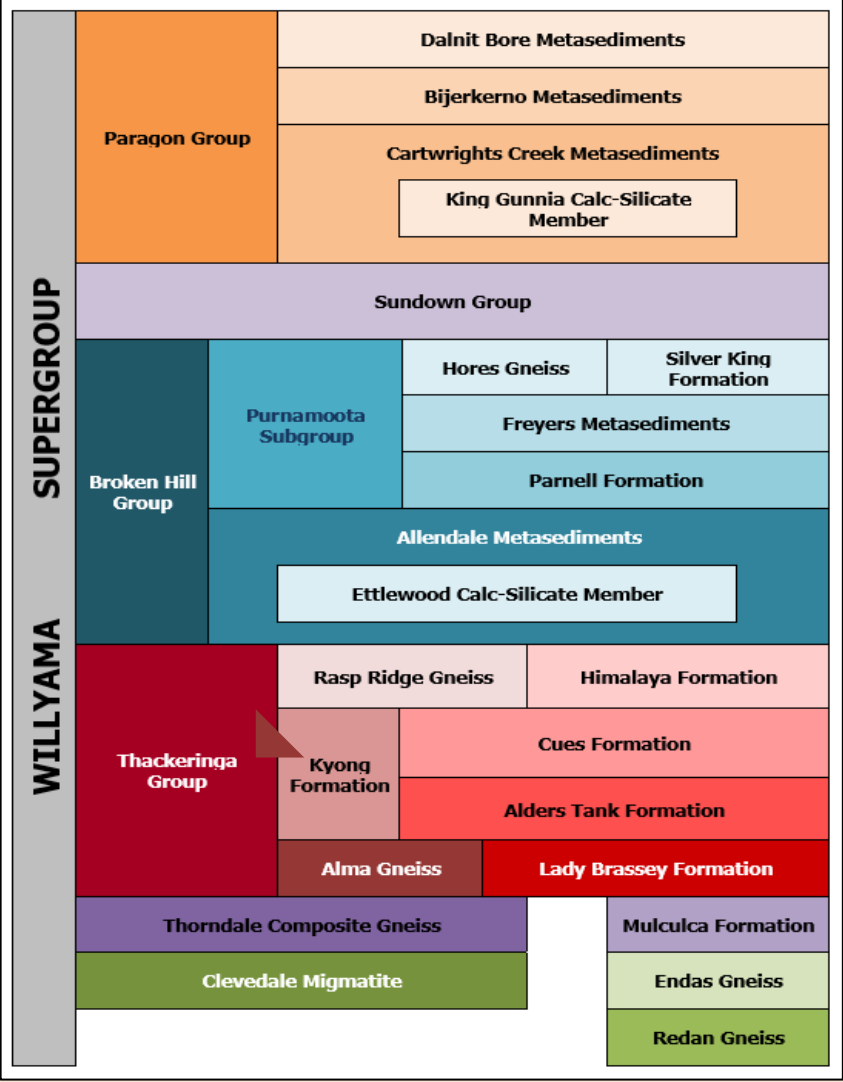 Dalnit Bore Metasediments
Bijerkerno Metasediments
Paragon Group
Cartwrights Creek Metasediments
King Gunnia Calc-Silicate
Member
Sundown Group
WILLYAMA SUPERGROUP
Hores Gneiss
Silver King
Formation
Purnamoota
Subgroup
Freyers Metasediments
Broken Hill
Group
Parnell Formation
Allendale Metasediments
Ettlewood Calc-Silicate Member
Rasp Ridge Gneiss
Himalaya Formation
Thackeringa
Group
Kyong
Formation
Cues Formation
Alders Tank Formation
Alma Gneiss
Lady Brassey Formation
Thorndale Composite Gneiss
Mulculca Formation
Clevedale Migmatite
Endas Gneiss
Redan Gneiss